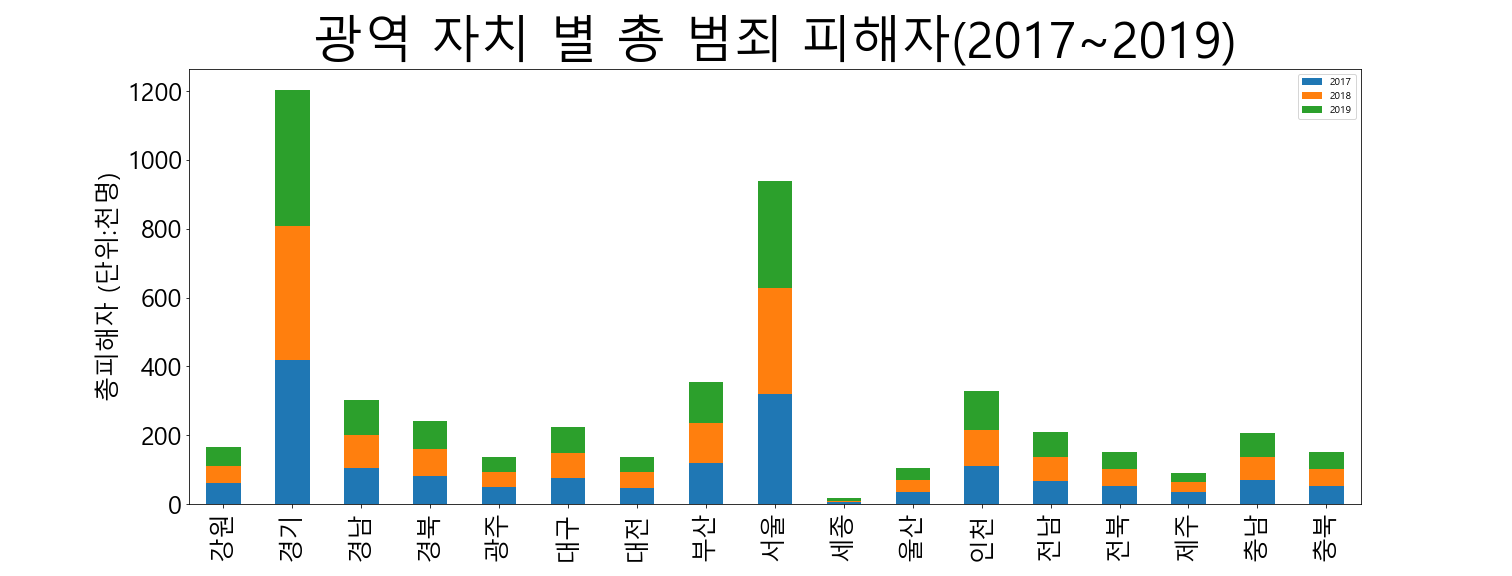 광역 자치 별 총 범죄 피해자(2017~2019)
2017
2018
2019
총피해자 (단위:천명)
1200
1000
800
600
400
200
0
강원
경기
경남
경북
광주
대구
대전
부산
서울
세종
울산
인천
전남
전북
제주
충남
충북